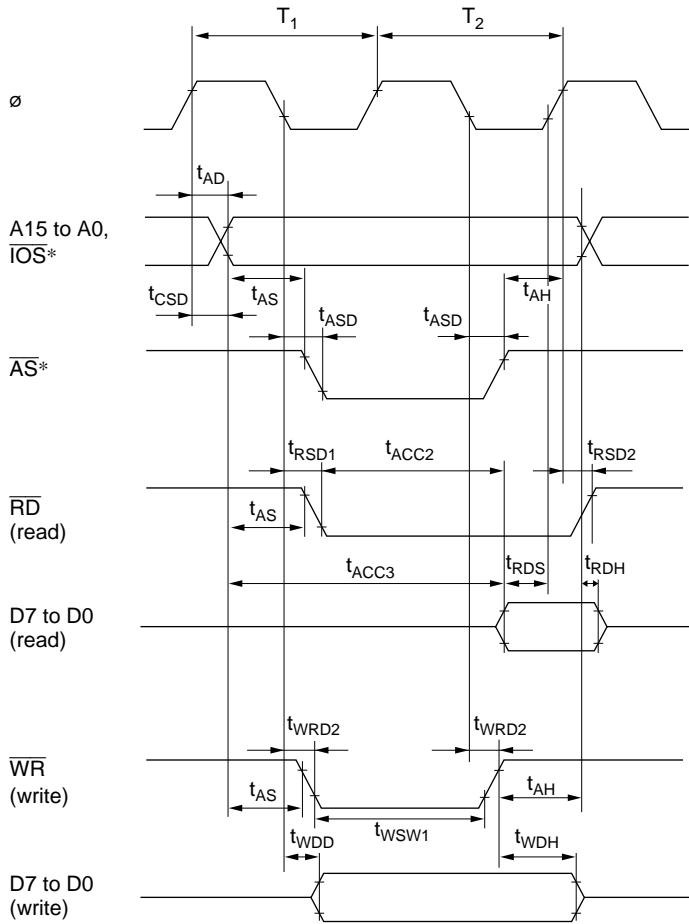 T1 T2
ø
tAD
A15 to A0,
IOS*
tCSD tAS tAH
tASD tASD
AS*
tRSD1 tACC2 tRSD2
RD
(read)
tAS
tACC3 tRDS tRDH
D7 to D0
(read)
tWRD2 tWRD2
WR
(write)
tAS tAH
tWSW1
tWDD tWDH
D7 to D0
(write)